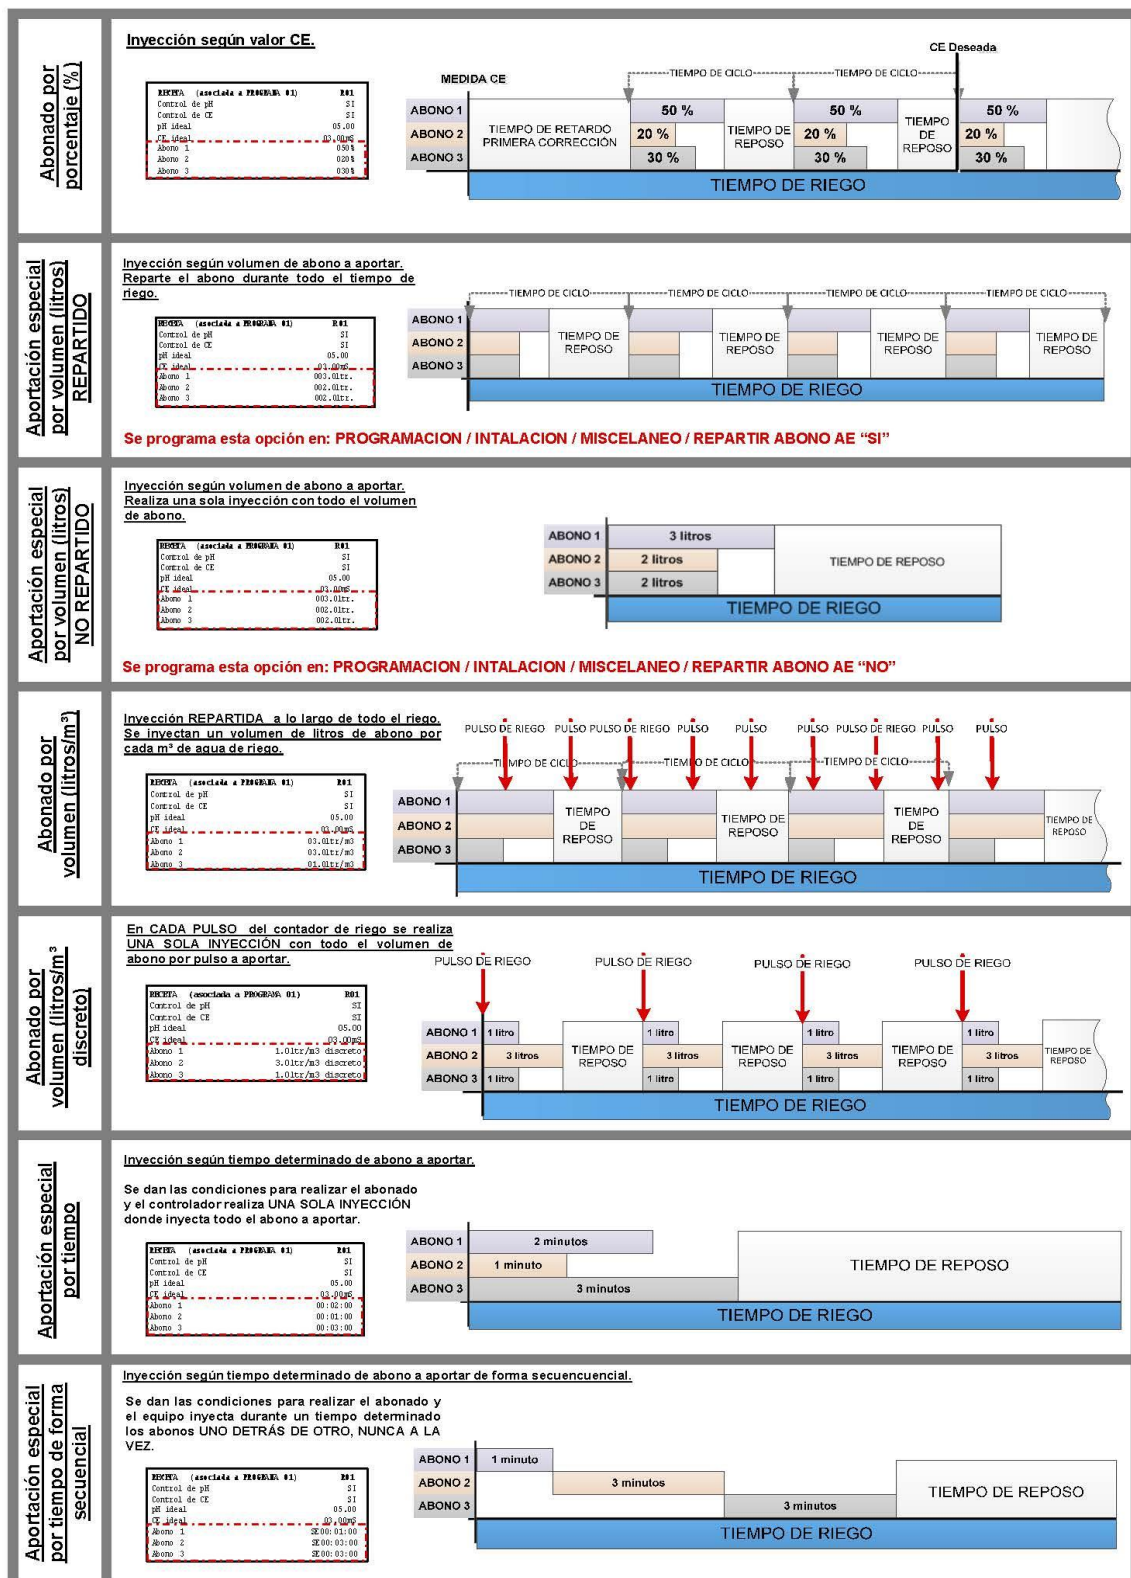 Abonado por
porcentaje (%)
Inyección según valor CE.
RECETA (asociada a PROGRAMA 01) R01
Control de pH SI
Control de CE SI
pH ideal 05.00
CE ideal 03.00mS
Abono 1 050%
Abono 2 020%
Abono 3 030%
CE Deseada
MEDIDA CE
TIEMPO DE CICLO
TIEMPO DE CICLO
ABONO 1
ABONO 2
ABONO 3
TIEMPO DE RETARDO
PRIMERA CORRECCIÓN
50 %
20 %
30 %
TIEMPO DE
REPOSO
50 %
20 %
30 %
TIEMPO
DE
REPOSO
50 %
20 %
30 %
TIEMPO DE RIEGO
Aportación especial
por volumen (litros)
REPARTIDO
Inyección según volumen de abono a aportar.
Reparte el abono durante todo el tiempo de
riego.
RECETA (asociada a PROGRAMA 01) R01
Control de pH SI
Control de CE SI
pH ideal 05.00
CE ideal 03.00mS
Abono 1 003.0ltr.
Abono 2 002.0ltr.
Abono 3 002.0ltr.
TIEMPO DE CICLO
TIEMPO DE CICLO
TIEMPO DE CICLO
TIEMPO DE CICLO
ABONO 1
ABONO 2
ABONO 3
TIEMPO DE
REPOSO
TIEMPO DE
REPOSO
TIEMPO DE
REPOSO
TIEMPO DE
REPOSO
TIEMPO DE RIEGO
Se programa esta opción en: PROGRAMACION / INTALACION / MISCELANEO / REPARTIR ABONO AE “SI”
Aportación especial
por volumen (litros)
NO REPARTIDO
Inyección según volumen de abono a aportar.
Realiza una sola inyección con todo el volumen
de abono.
RECETA (asociada a PROGRAMA 01) R01
Control de pH SI
Control de CE SI
pH ideal 05.00
CE ideal 03.00mS
Abono 1 003.0ltr.
Abono 2 002.0ltr.
Abono 3 002.0ltr.
ABONO 1
ABONO 2
ABONO 3
3 litros
2 litros
2 litros
TIEMPO DE REPOSO
TIEMPO DE RIEGO
Se programa esta opción en: PROGRAMACION / INTALACION / MISCELANEO / REPARTIR ABONO AE “NO”
Abonado por
volumen (litros/m³)
Inyección REPARTIDA a lo largo de todo el riego.
Se inyectan un volumen de litros de abono por
cada m³ de agua de riego.
RECETA (asociada a PROGRAMA 01) R01
Control de pH SI
Control de CE SI
pH ideal 05.00
CE ideal 03.00mS
Abono 1 03.0ltr/m3
Abono 2 03.0ltr/m3
Abono 3 01.0ltr/m3
PULSO DE RIEGO PULSO PULSO DE RIEGO PULSO PULSO PULSO PULSO DE RIEGO PULSO PULSO
TIEMPO DE CICLO
TIEMPO DE CICLO
TIEMPO DE CICLO
ABONO 1
ABONO 2
ABONO 3
TIEMPO
DE
REPOSO
TIEMPO DE
REPOSO
TIEMPO
DE
REPOSO
TIEMPO DE
REPOSO
TIEMPO DE RIEGO
Abonado por
volumen (litros/m³
discreto)
En CADA PULSO del contador de riego se realiza
UNA SOLA INYECCIÓN con todo el volumen de
abono por pulso a aportar.
RECETA (asociada a PROGRAMA 01) R01
Control de pH SI
Control de CE SI
pH ideal 05.00
CE ideal 03.00mS
Abono 1 1.0ltr/m3 discreto
Abono 2 3.0ltr/m3 discreto
Abono 3 1.0ltr/m3 discreto
PULSO DE RIEGO PULSO DE RIEGO PULSO DE RIEGO PULSO DE RIEGO
ABONO 1
ABONO 2
ABONO 3
1 litro
3 litros
1 litro
TIEMPO DE
REPOSO
1 litro
3 litros
1 litro
TIEMPO DE
REPOSO
1 litro
3 litros
1 litro
TIEMPO DE
REPOSO
1 litro
3 litros
1 litro
TIEMPO DE
REPOSO
TIEMPO DE RIEGO
Aportación especial
por tiempo
Inyección según tiempo determinado de abono a aportar.
Se dan las condiciones para realizar el abonado
y el controlador realiza UNA SOLA INYECCIÓN
donde inyecta todo el abono a aportar.
RECETA (asociada a PROGRAMA 01) R01
Control de pH SI
Control de CE SI
pH ideal 05.00
CE ideal 03.00mS
Abono 1 00:02:00
Abono 2 00:01:00
Abono 3 00:03:00
ABONO 1
ABONO 2
ABONO 3
2 minutos
1 minuto
3 minutos
TIEMPO DE REPOSO
TIEMPO DE RIEGO
Aportación especial
por tiempo de forma
secuencial
Inyección según tiempo determinado de abono a aportar de forma secuencuencial.
Se dan las condiciones para realizar el abonado y
el equipo inyecta durante un tiempo determinado
los abonos UNO DETRÁS DE OTRO, NUNCA A LA
VEZ.
RECETA (asociada a PROGRAMA 01) R01
Control de pH SI
Control de CE SI
pH ideal 05.00
CE ideal 03.00mS
Abono 1 SE00:01:00
Abono 2 SE00:03:00
Abono 3 SE00:03:00
ABONO 1
ABONO 2
ABONO 3
1 minuto
3 minutos
3 minutos
TIEMPO DE REPOSO
TIEMPO DE RIEGO